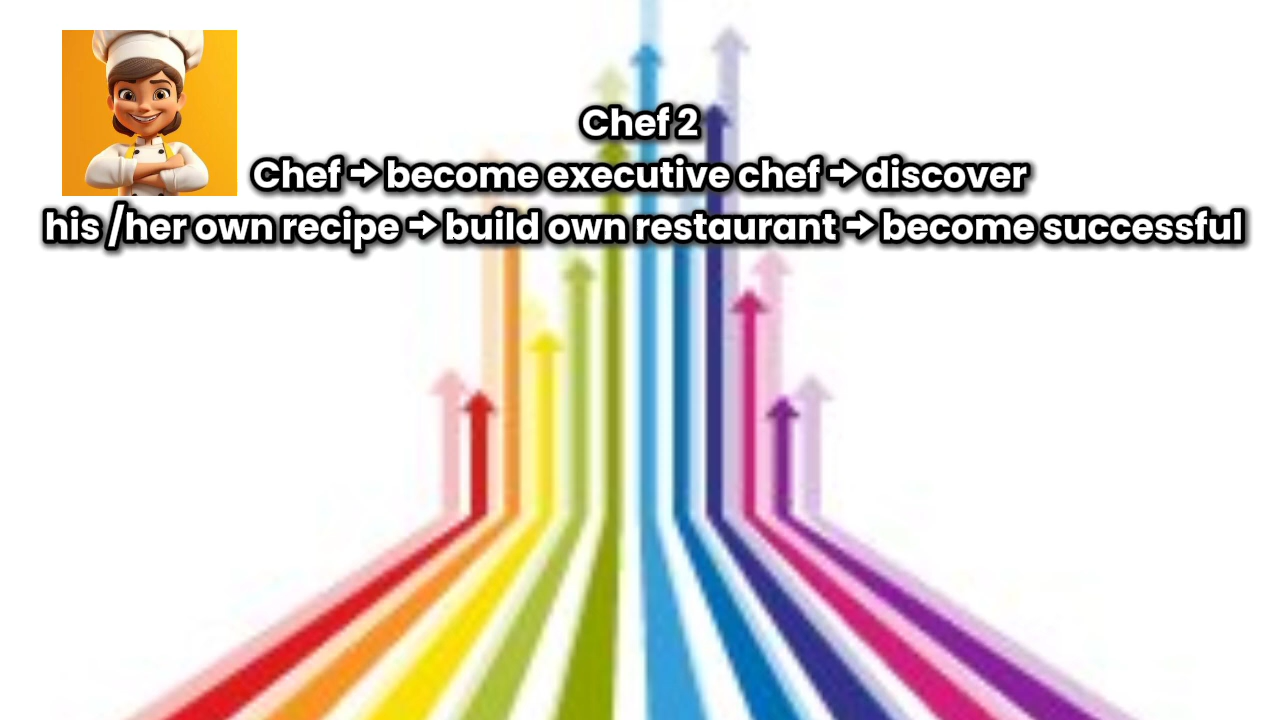 Chef 2
Chef → become executive chef → discover
his /her own recipe → build own restaurant → become successful